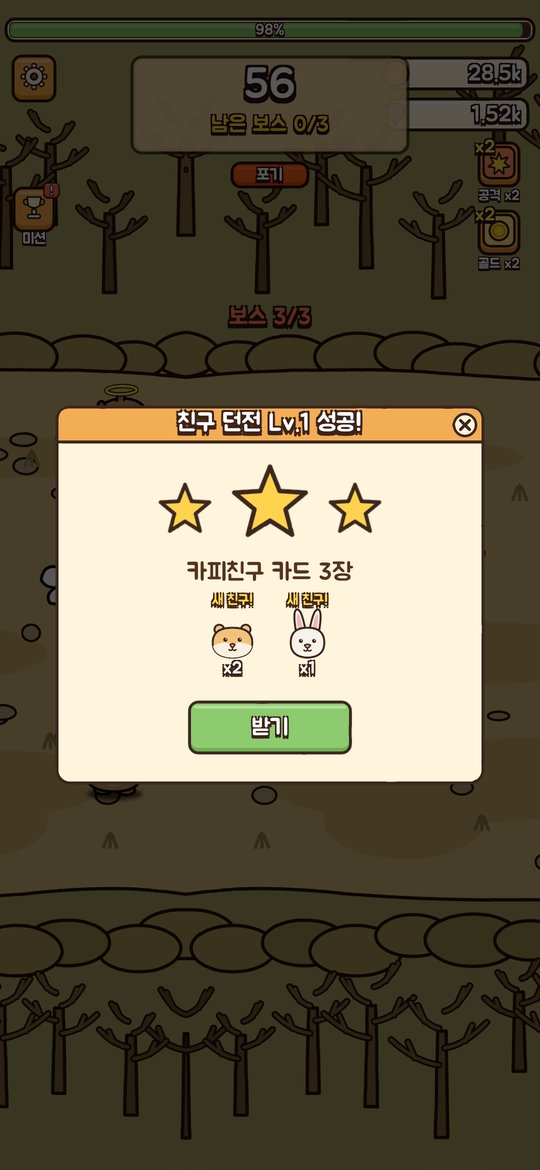 98%
56
남은 보스 0/3
28.5k
1.52k
포기
x2
공격 x2
!
미션
x2
골드 x2
보스 3/3
친구 던전 Lv.1 성공!
카피친구 카드 3장
새 친구! 새 친구!
x2 x1
받기